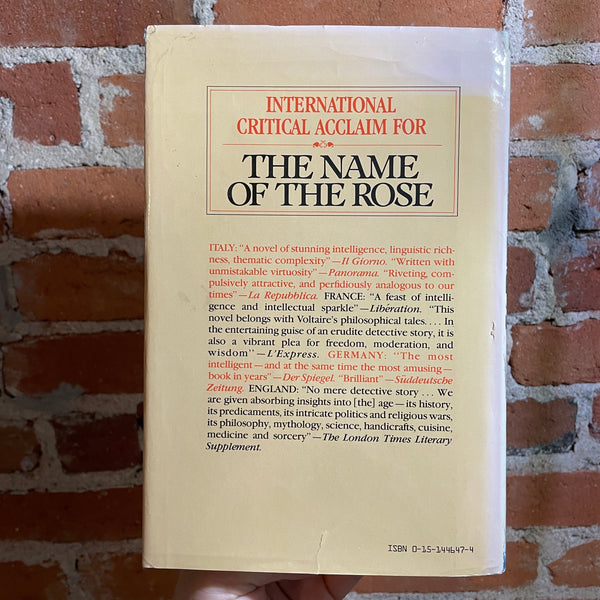 INTERNATIONAL
CRITICAL ACCLAIM FOR
THE NAME
OF THE ROSE
ITALY: “A novel of stunning intelligence, linguistic rich-
ness, thematic complexity”—Il Giorno. “Written with
unmistakable virtuosity”—Panorama. “Riveting, com-
pulsively attractive, and perfidiously analogous to our
times”—La Repubblica. FRANCE: “A feast of intelli-
gence and intellectual sparkle”—Libération. “This
novel belongs with Voltaire's philosophical tales.... In
the entertaining guise of an erudite detective story, it is
also a vibrant plea for freedom, moderation, and
wisdom”—L'Express. GERMANY: “The most
intelligent—and at the same time the most amusing—
book in years”—Der Spiegel. “Brilliant”—Süddeutsche
Zeitung. ENGLAND: “No mere detective story ... We
are given absorbing insights into [the] age—its history,
its predicaments, its intricate politics and religious wars,
its philosophy, mythology, science, handicrafts, cuisine,
medicine and sorcery”—The London Times Literary
Supplement.
ISBN 0-15-144647-4